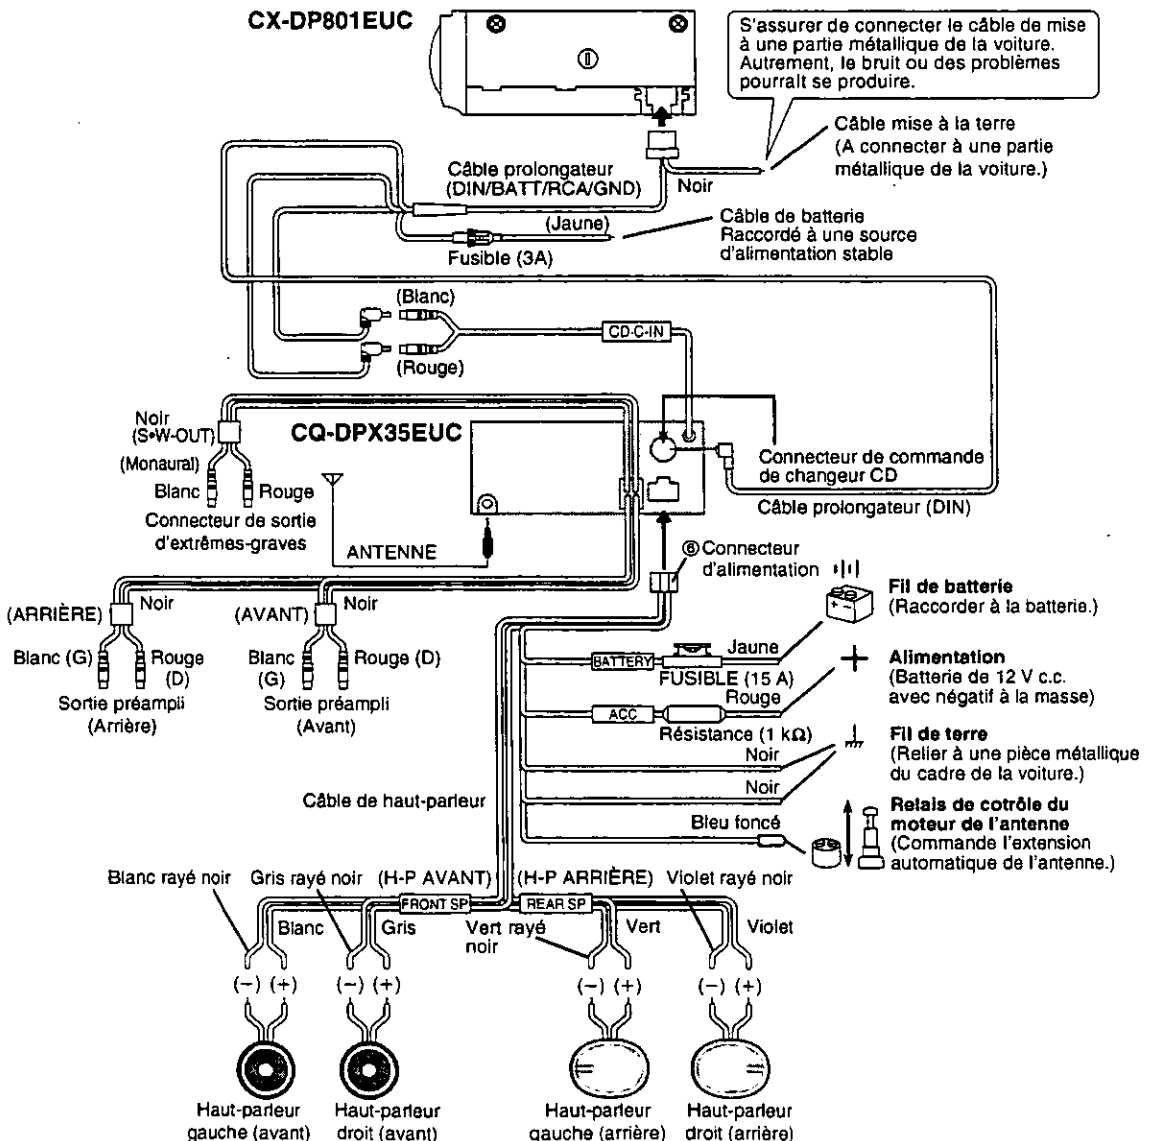 CX-DP801EUC
S'assurer de connecter le câble de mise
à une partie métallique de la voiture.
Autrement, le bruit ou des problèmes
pourrait se produire.
Câble mise à la terre
(A connecter à une partie
métallique de la voiture.)
Câble prolongateur
(DIN/BATT/RCA/GND)
Noir
(Jaune)
Fusible (3A)
Câble de batterie
Raccordé à une source
d'alimentation stable
(Blanc)
CD·C-IN
(Rouge)
Noir
(S•W-OUT)
CQ-DPX35EUC
(Monaural)
Blanc
Rouge
Connecteur de sortie
d'extrêmes-graves
Connecteur de commande
de changeur CD
Câble prolongateur (DIN)
ANTENNE
⑥ Connecteur
d'alimentation
(ARRIÈRE)
Noir
(AVANT)
Noir
Blanc (G)
Rouge
(D)
Blanc
(G)
Rouge (D)
Sortie préampli
(Arrière)
Sortie préampli
(Avant)
Jaune
BATTERY
FUSIBLE (15 A)
Fil de batterie
(Raccorder à la batterie.)
Rouge
ACC
Résistance (1 kΩ)
Alimentation
(Batterie de 12 V c.c.
avec négatif à la masse)
Noir
Noir
Fil de terre
(Relier à une pièce métallique
du cadre de la voiture.)
Câble de haut-parleur
Bleu foncé
Relais de cotrôle du
moteur de l'antenne
(Commande l'extension
automatique de l'antenne.)
Blanc rayé noir
Gris rayé noir
(H-P AVANT)
(H-P ARRIÈRE)
Violet rayé noir
FRONT SP
REAR SP
Blanc
Gris
Vert rayé
noir
Vert
Violet
(−) (+)
(−) (+)
(−) (+)
(−) (+)
Haut-parleur
gauche (avant)
Haut-parleur
droit (avant)
Haut-parleur
gauche (arrière)
Haut-parleur
droit (arrière)